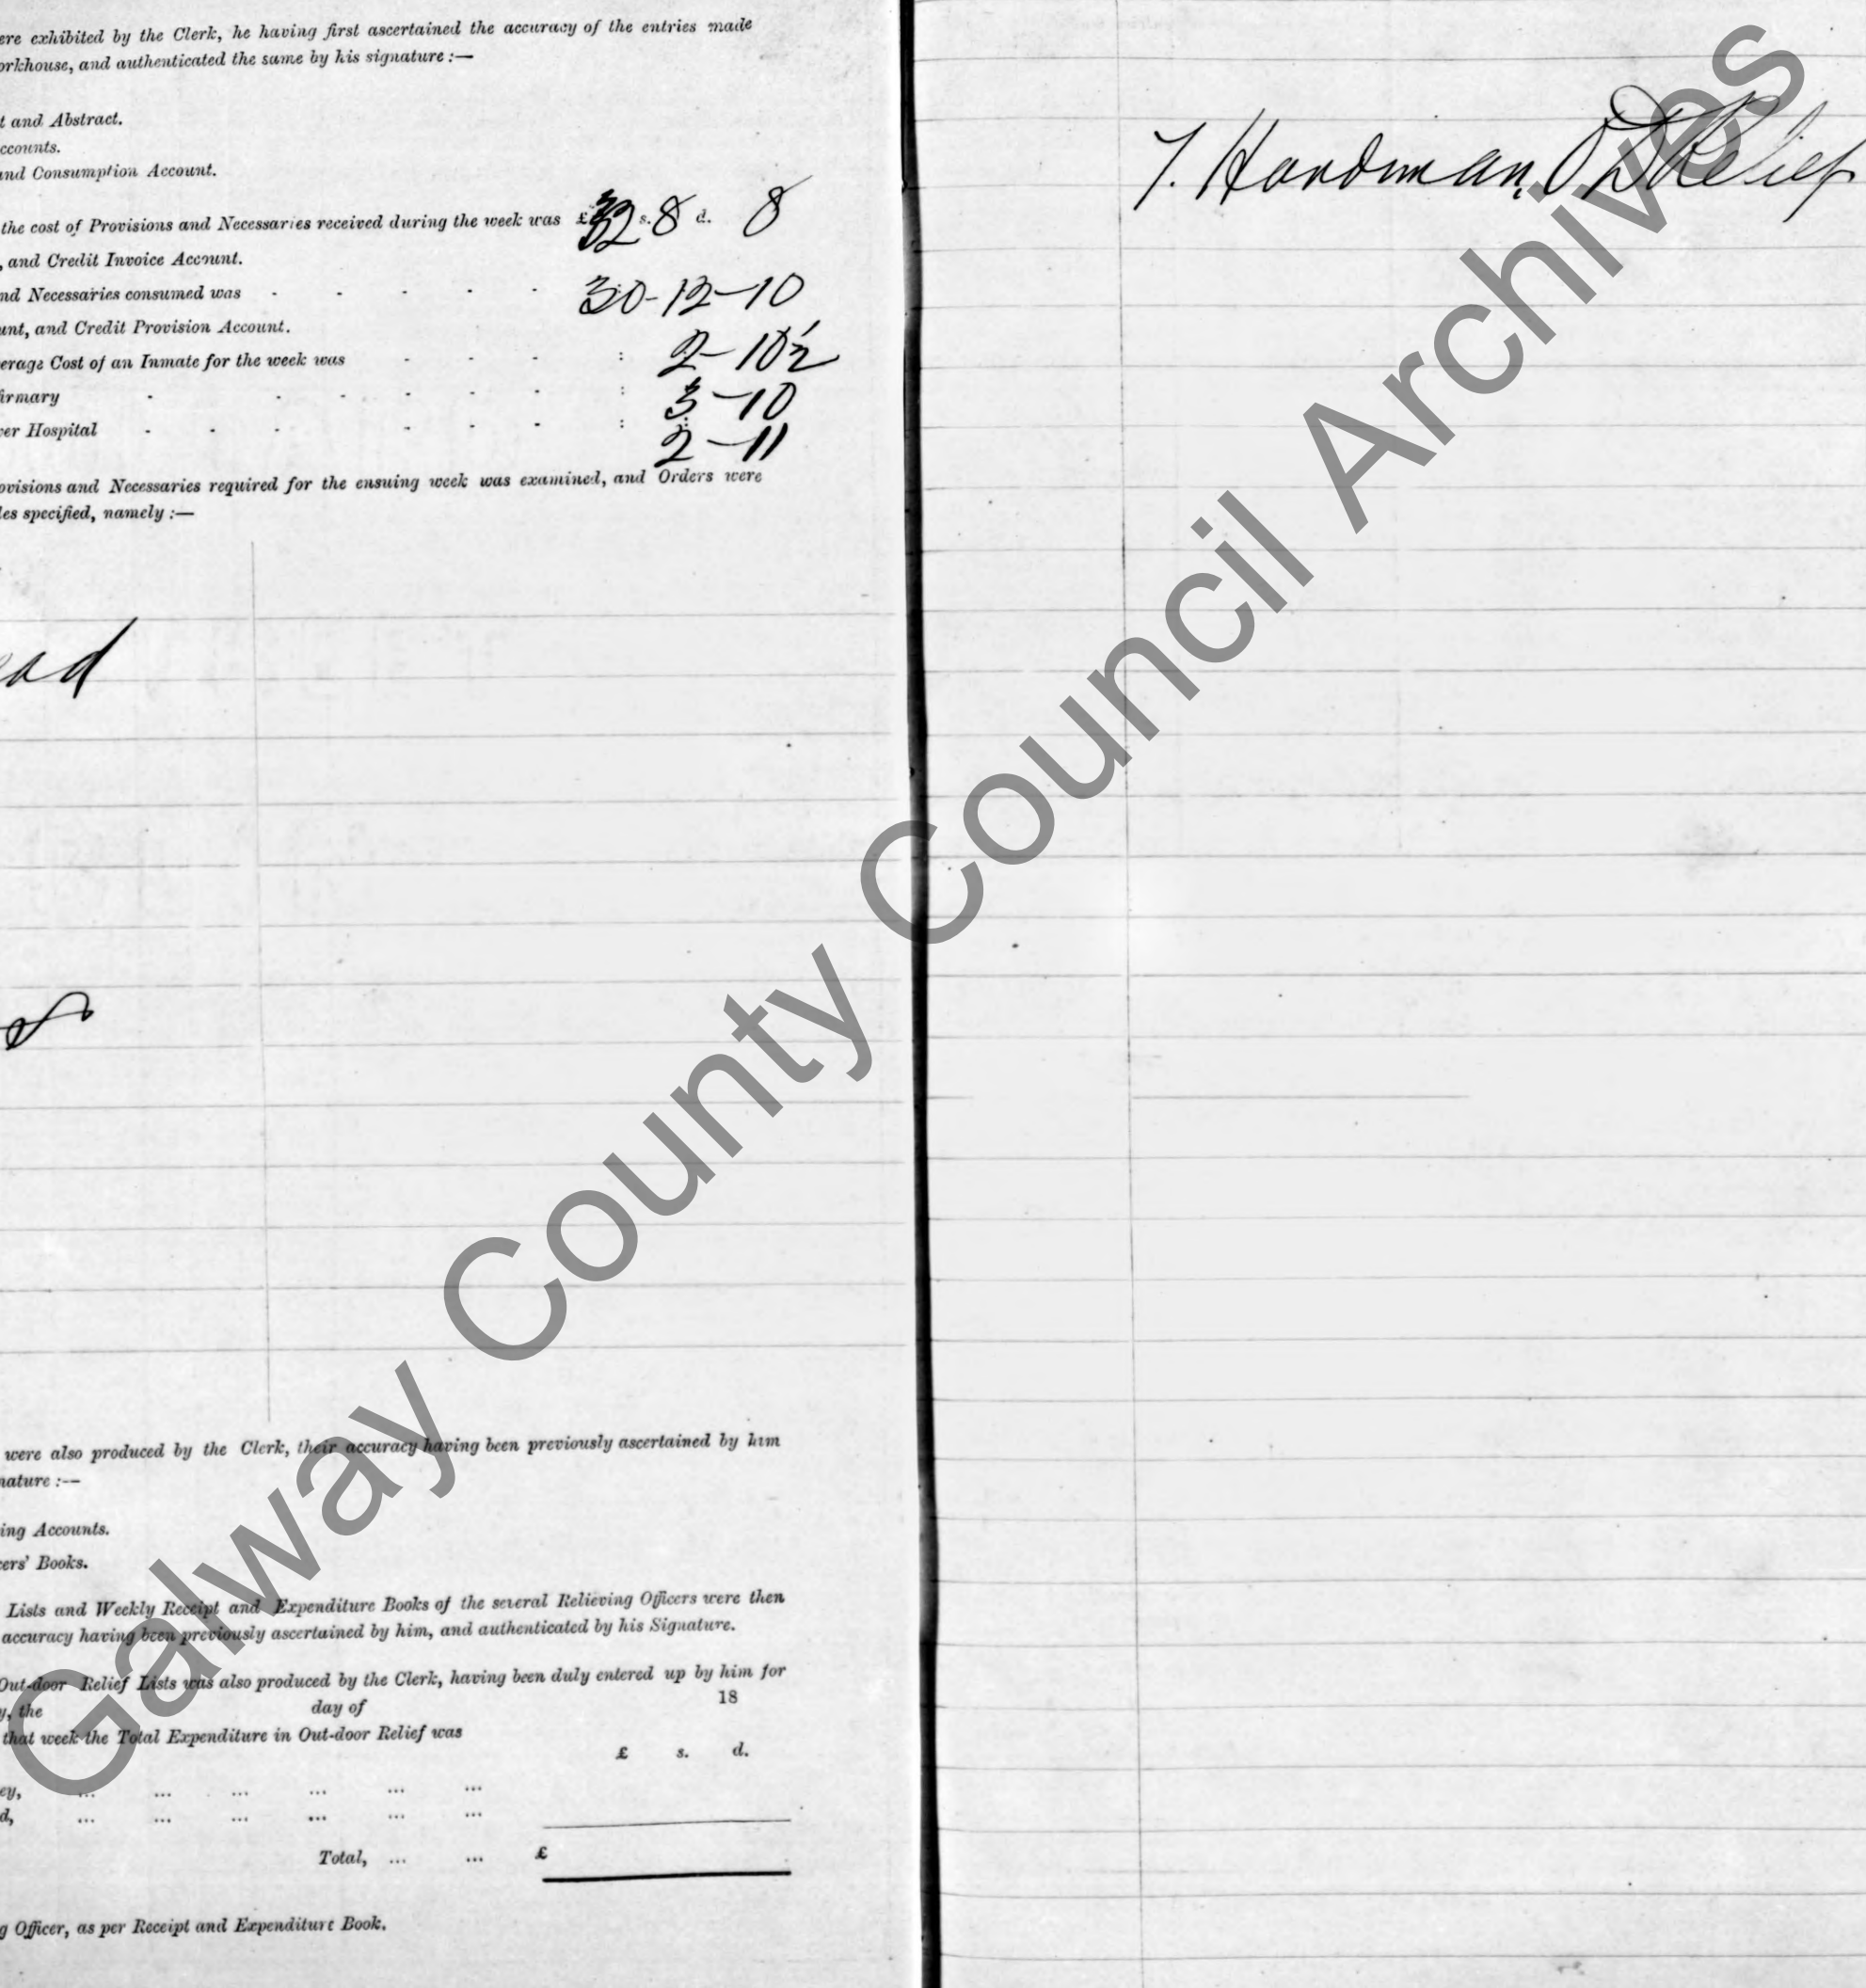 ere exhibited by the Clerk, he having first ascertained the accuracy of the entries made
orkhouse, and authenticated the same by his signature :—
t and Abstract.
ccounts.
and Consumption Account.
the cost of Provisions and Necessaries received during the week was £32 s. 8 d. 8
, and Credit Invoice Account.
nd Necessaries consumed was - - - - - 30-12-10
unt, and Credit Provision Account.
erage Cost of an Inmate for the week was - - - : 2-10½
firmary - - - - - - : 3-10
ver Hospital - - - - - - : 2-11
ovisions and Necessaries required for the ensuing week was examined, and Orders were
les specified, namely :—
ead
were also produced by the Clerk, their accuracy having been previously ascertained by him
nature :—
ing Accounts.
cers' Books.
Lists and Weekly Receipt and Expenditure Books of the several Relieving Officers were then
accuracy having been previously ascertained by him, and authenticated by his Signature.
Out-door Relief Lists was also produced by the Clerk, having been duly entered up by him for
y, the day of 18
that week the Total Expenditure in Out-door Relief was
£ s. d.
ey, ... ... ... ... ... ...
d, ... ... ... ... ... ...
Total, ... ... £
g Officer, as per Receipt and Expenditure Book.
T. Hardiman, O D Relief
Galway County Council Archives